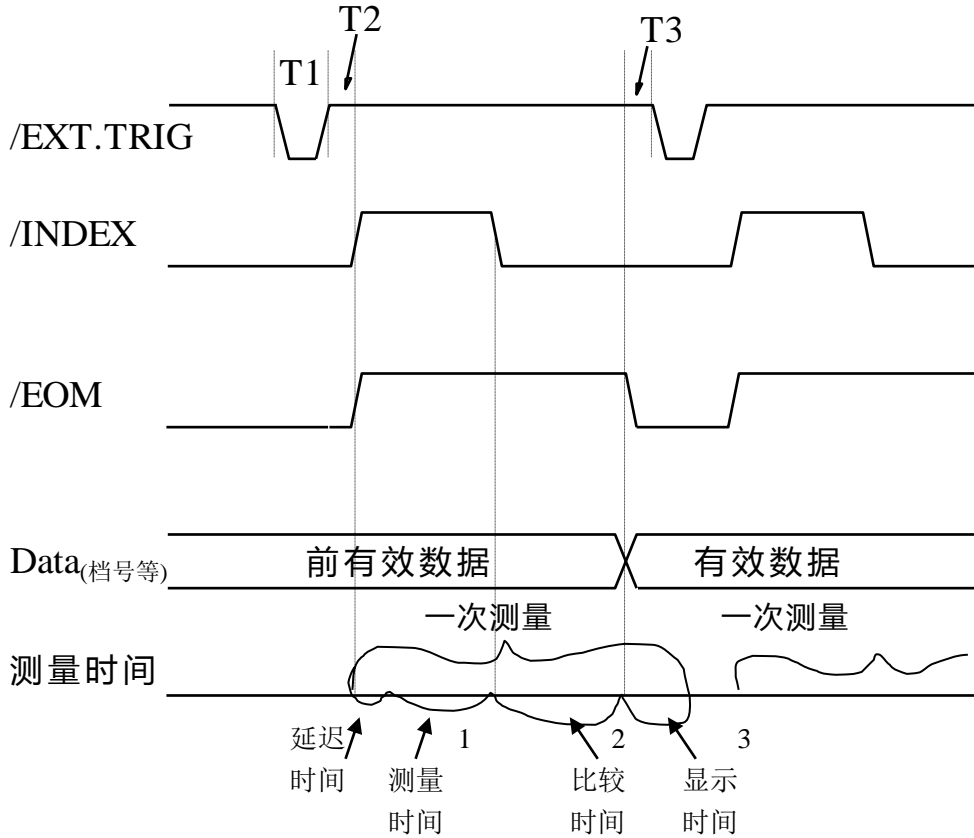 T2
T3
T1
/EXT.TRIG
/INDEX
/EOM
Data(档号等)
前有效数据
有效数据
一次测量
一次测量
测量时间
延迟
时间
1
测量
时间
2
比较
时间
3
显示
时间